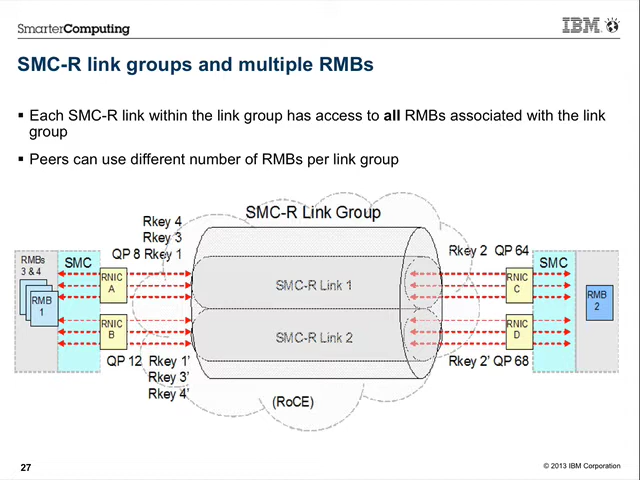 SmarterComputing
IBM
SMC-R link groups and multiple RMBs
▪ Each SMC-R link within the link group has access to all RMBs associated with the link
group
▪ Peers can use different number of RMBs per link group
SMC-R Link Group
Rkey 4
Rkey 3
QP 8 Rkey 1
Rkey 2 QP 64
RMBs
3 & 4
SMC
RNIC
A
SMC-R Link 1
RNIC
C
SMC
RMB
1
RMB
2
RNIC
B
SMC-R Link 2
RNIC
D
QP 12 Rkey 1’
Rkey 3’
Rkey 4’
Rkey 2’ QP 68
(RoCE)
27
© 2013 IBM Corporation